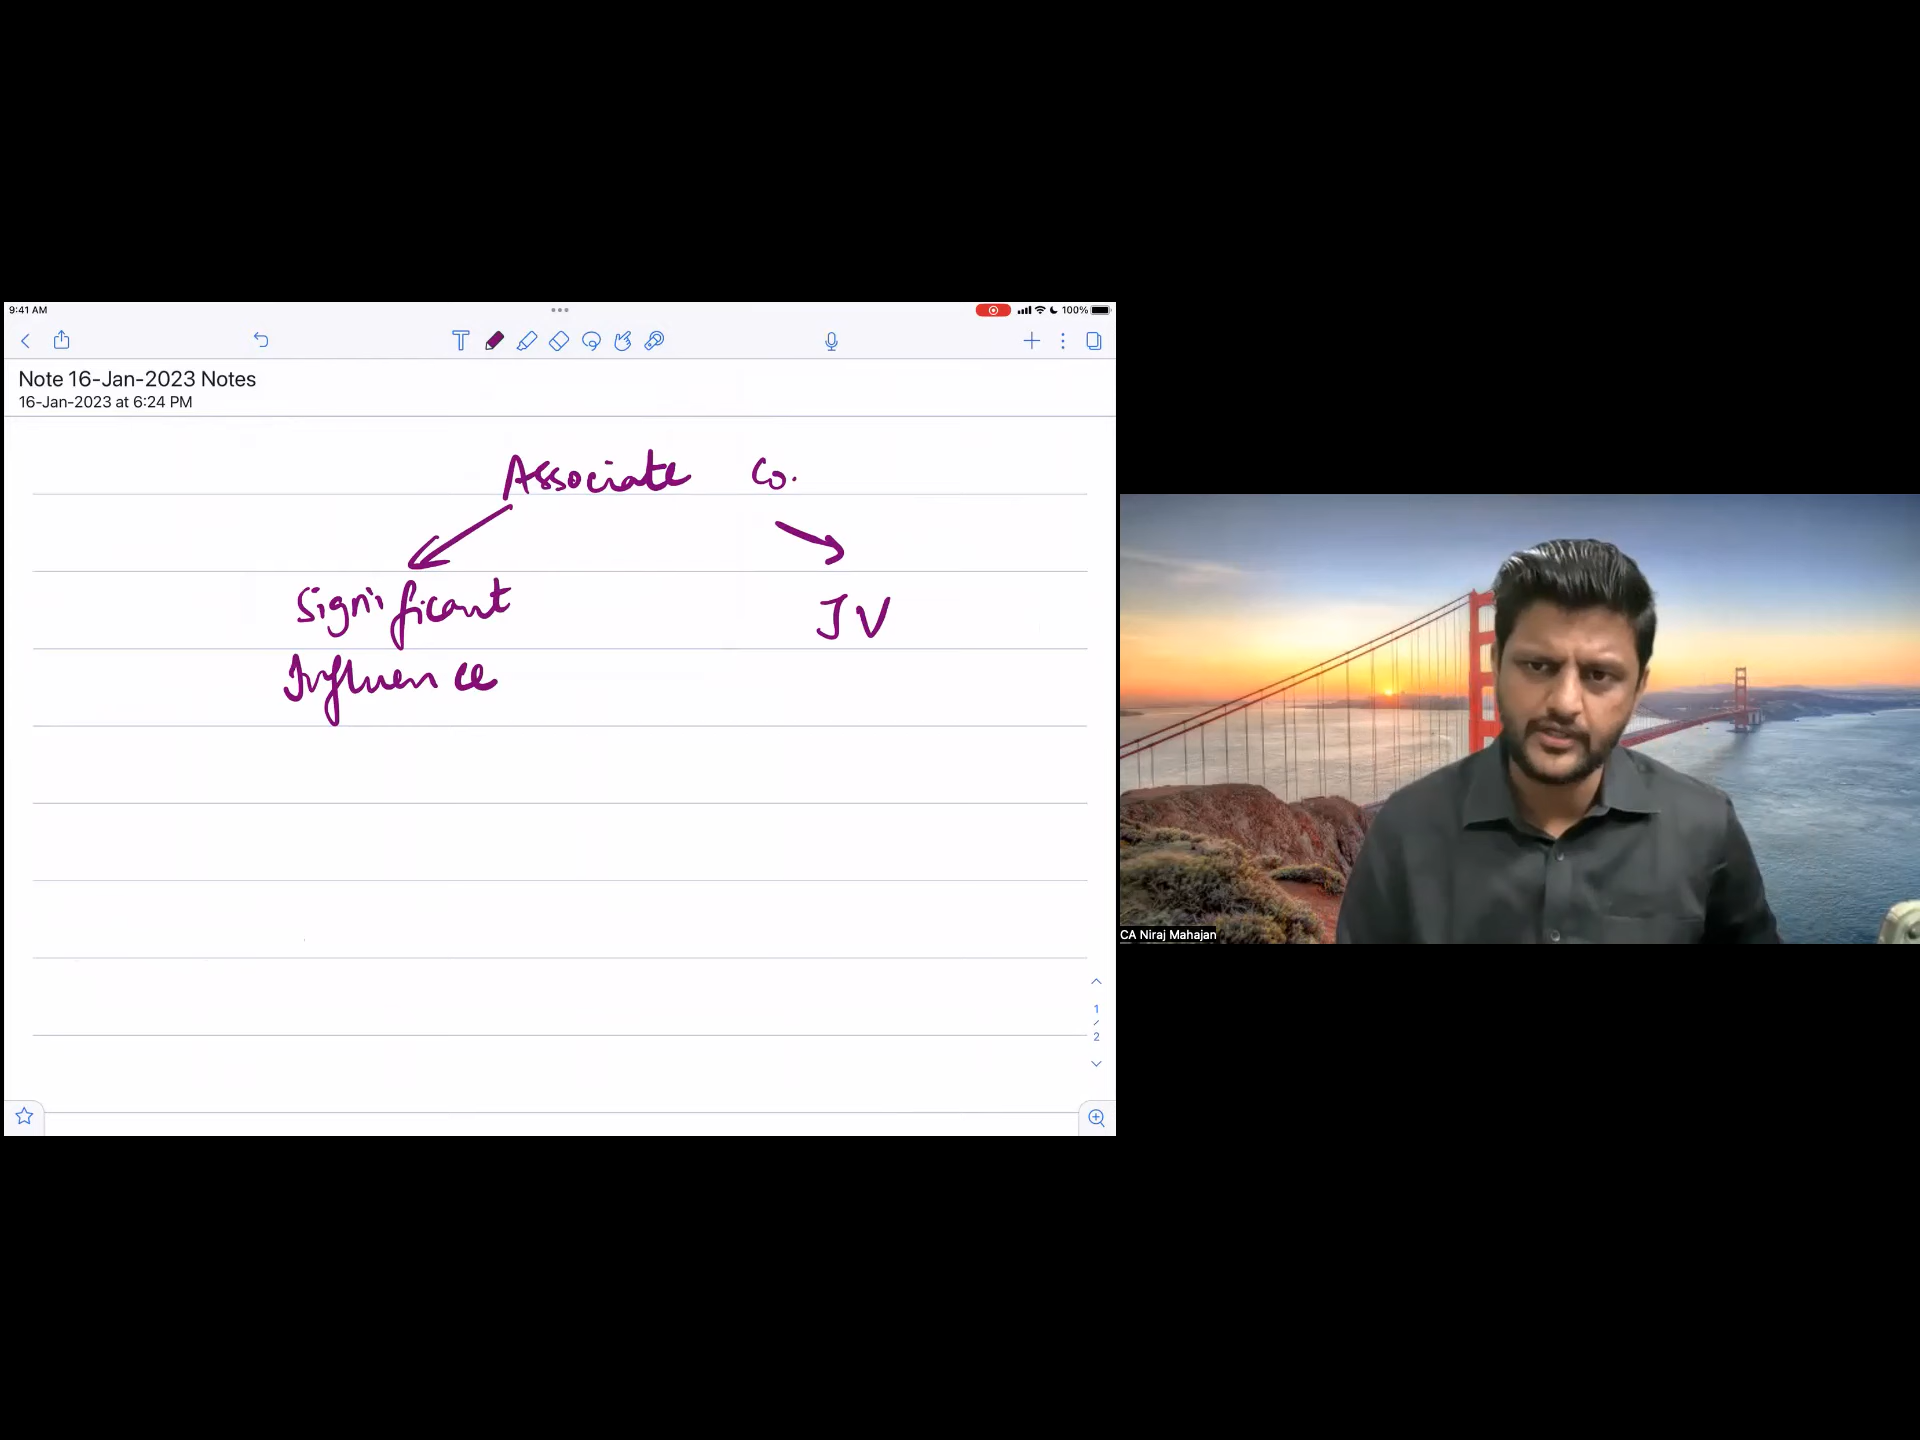 9:41 AM
100%
Note 16-Jan-2023 Notes
16-Jan-2023 at 6:24 PM
Associate Co.
Significant JV
Influence
CA Niraj Mahajan
1
/
2